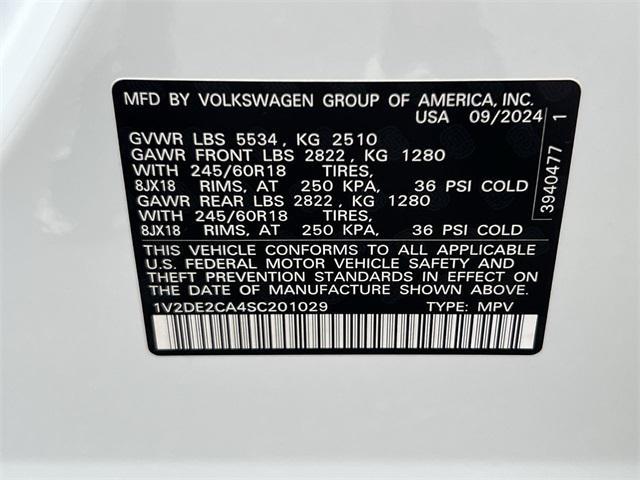 MFD BY VOLKSWAGEN GROUP OF AMERICA, INC.
USA 09/2024 1
GVWR LBS 5534, KG 2510
GAWR FRONT LBS 2822, KG 1280
WITH 245/60R18 TIRES,
8JX18 RIMS, AT 250 KPA, 36 PSI COLD
GAWR REAR LBS 2822, KG 1280
WITH 245/60R18 TIRES,
8JX18 RIMS, AT 250 KPA, 36 PSI COLD
3940477
THIS VEHICLE CONFORMS TO ALL APPLICABLE
U.S. FEDERAL MOTOR VEHICLE SAFETY AND
THEFT PREVENTION STANDARDS IN EFFECT ON
THE DATE OF MANUFACTURE SHOWN ABOVE.
1V2DE2CA4SC201029 TYPE: MPV